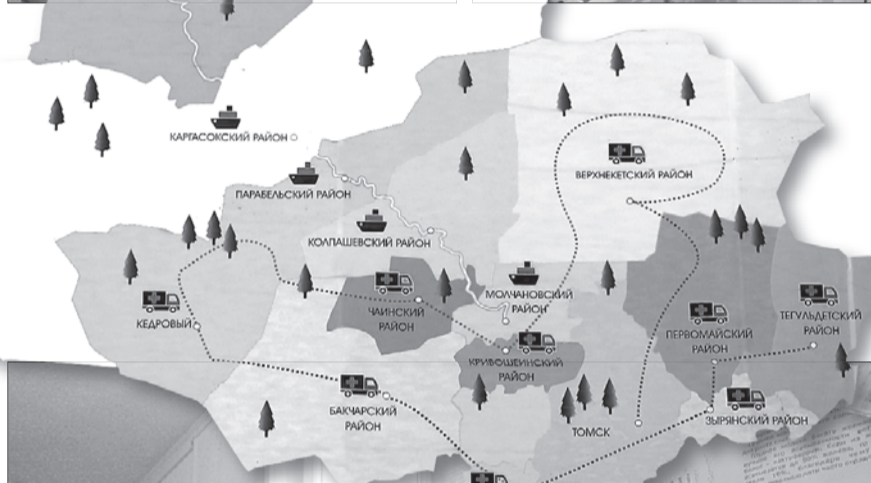 КАРГАСОКСКИЙ РАЙОН
ВЕРХНЕКЕТСКИЙ РАЙОН
ПАРАБЕЛЬСКИЙ РАЙОН
КОЛПАШЕВСКИЙ РАЙОН
МОЛЧАНОВСКИЙ
РАЙОН
ЧАИНСКИЙ
РАЙОН
ТЕГУЛЬДЕТСКИЙ
РАЙОН
КЕДРОВЫЙ
ПЕРВОМАЙСКИЙ
РАЙОН
КРИВОШЕИНСКИЙ
РАЙОН
БАКЧАРСКИЙ
РАЙОН
ЗЫРЯНСКИЙ РАЙОН
ТОМСК